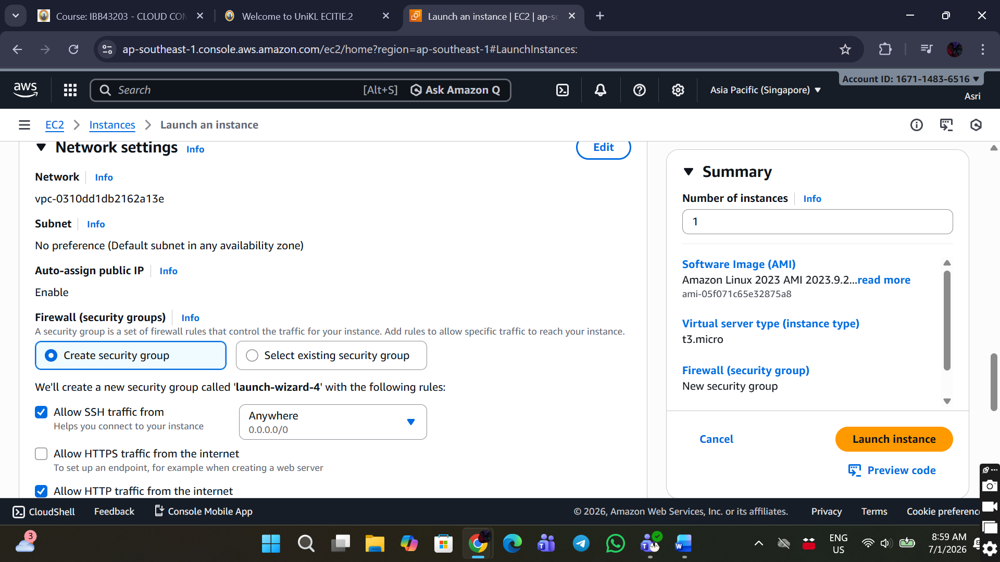 Course: IBB43203 - CLOUD CON
Welcome to UniKL ECITIE.2
Launch an instance | EC2 | ap-so
ap-southeast-1.console.aws.amazon.com/ec2/home?region=ap-southeast-1#LaunchInstances:
aws
Search
[Alt+S]
Ask Amazon Q
Asia Pacific (Singapore)
Account ID: 1671-1483-6516
Asri
EC2
Instances
Launch an instance
Network settings
Info
Edit
Network
Info
vpc-0310dd1db2162a13e
Subnet
Info
No preference (Default subnet in any availability zone)
Auto-assign public IP
Info
Enable
Firewall (security groups)
Info
A security group is a set of firewall rules that control the traffic for your instance. Add rules to allow specific traffic to reach your instance.
Create security group
Select existing security group
We'll create a new security group called 'launch-wizard-4' with the following rules:
Allow SSH traffic from
Helps you connect to your instance
Anywhere
0.0.0.0/0
Allow HTTPS traffic from the internet
To set up an endpoint, for example when creating a web server
Allow HTTP traffic from the internet
Summary
Number of instances
Info
1
Software Image (AMI)
Amazon Linux 2023 AMI 2023.9.2...read more
ami-05f071c65e32875a8
Virtual server type (instance type)
t3.micro
Firewall (security group)
New security group
Cancel
Launch instance
Preview code
CloudShell
Feedback
Console Mobile App
© 2026, Amazon Web Services, Inc. or its affiliates.
Privacy
Terms
Cookie preferenc
3
ENG
US
8:59 AM
7/1/2026